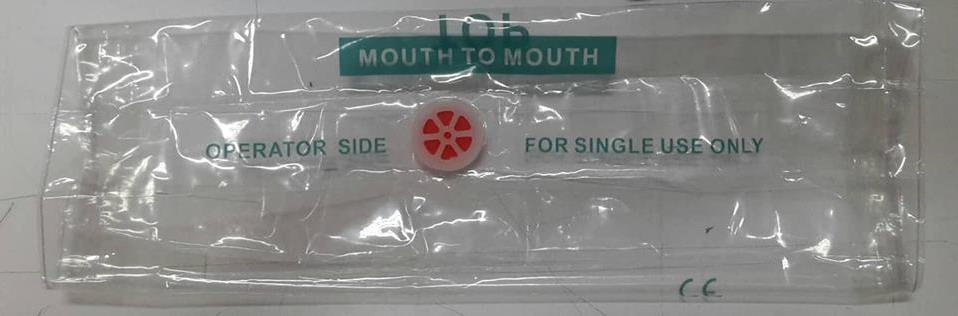 MOUTH TO MOUTH
OPERATOR SIDE FOR SINGLE USE ONLY
CE